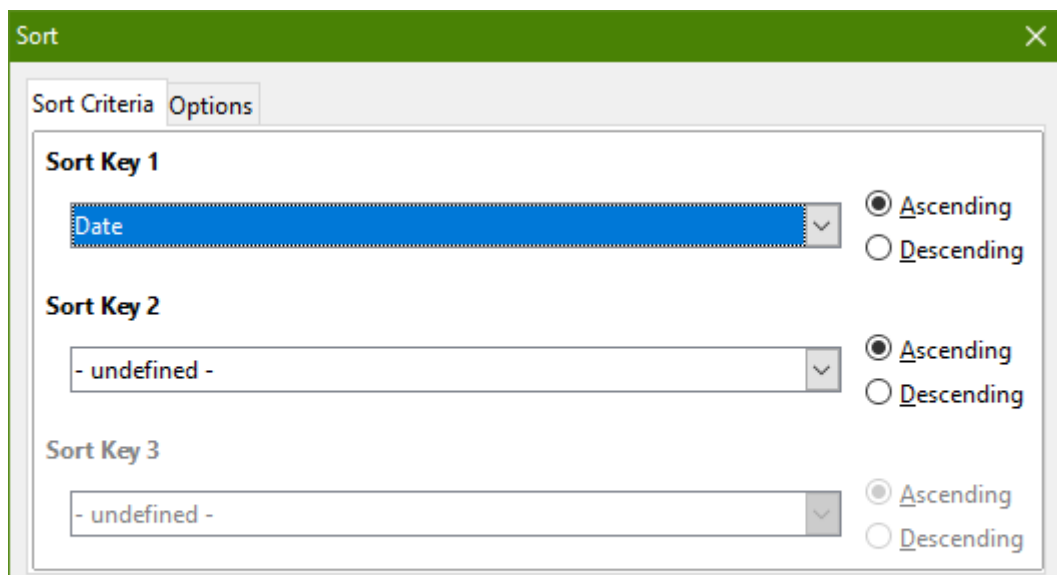 Sort
Sort Criteria Options
Sort Key 1
Date
Ascending
Descending
Sort Key 2
- undefined -
Ascending
Descending
Sort Key 3
- undefined -
Ascending
Descending